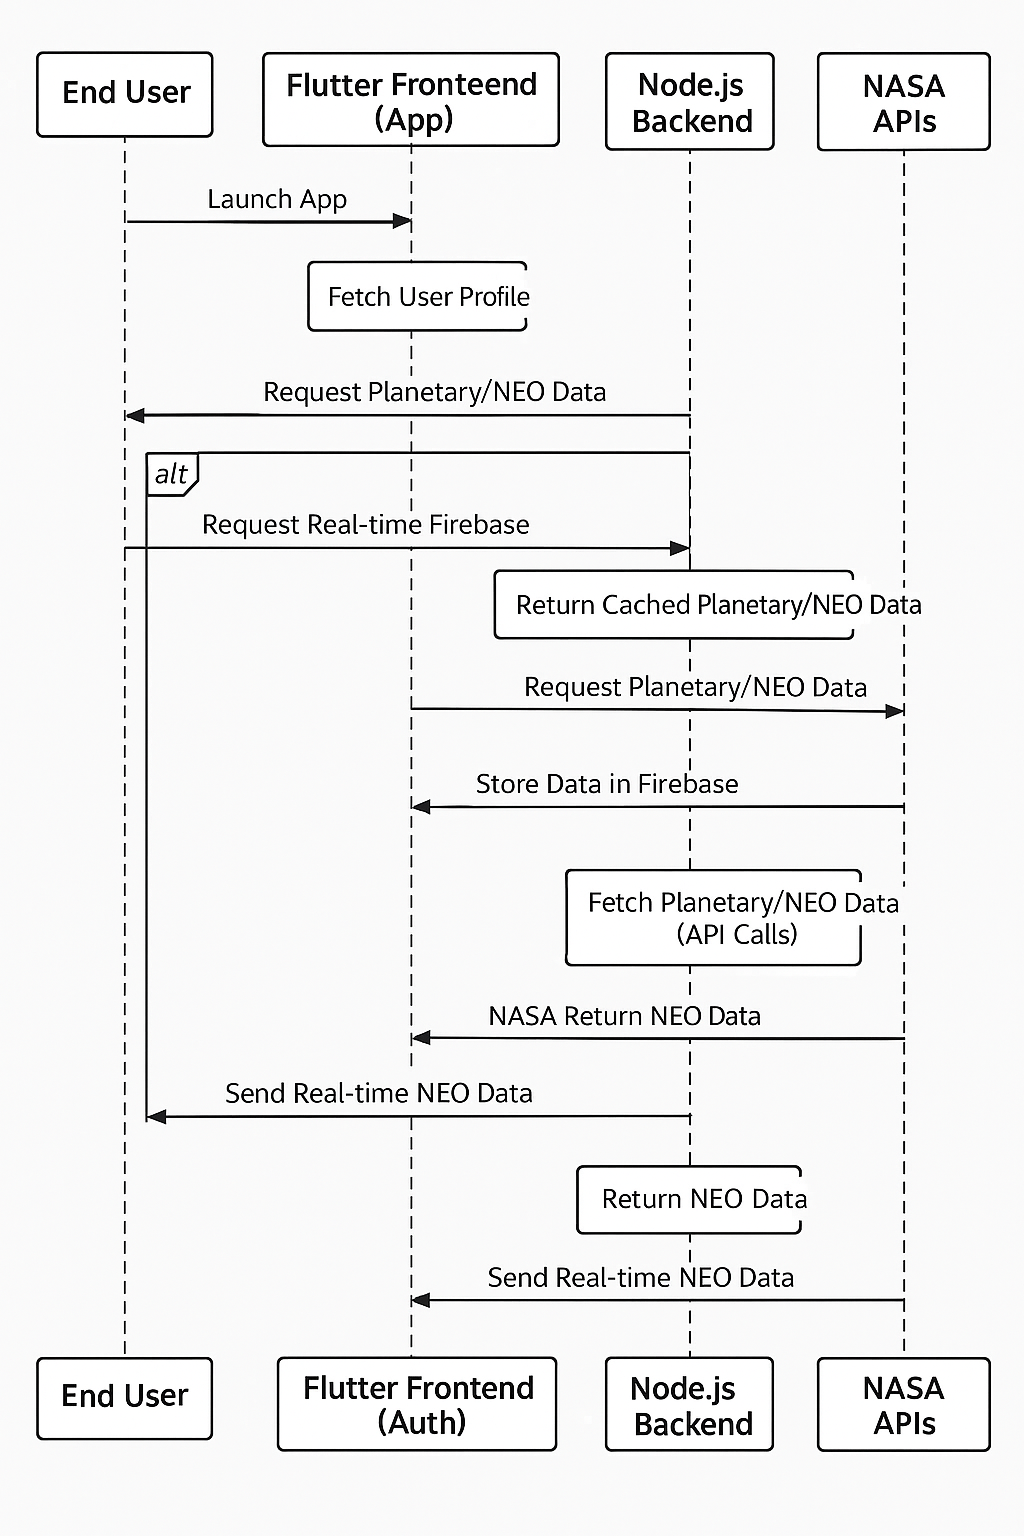 End User
Flutter Fronteend
(App)
Node.js
Backend
NASA
APIs
Launch App
Fetch User Profile
Request Planetary/NEO Data
alt
Request Real-time Firebase
Return Cached Planetary/NEO Data
Request Planetary/NEO Data
Store Data in Firebase
Fetch Planetary/NEO Data
(API Calls)
NASA Return NEO Data
Send Real-time NEO Data
Return NEO Data
Send Real-time NEO Data
End User
Flutter Frontend
(Auth)
Node.js
Backend
NASA
APIs